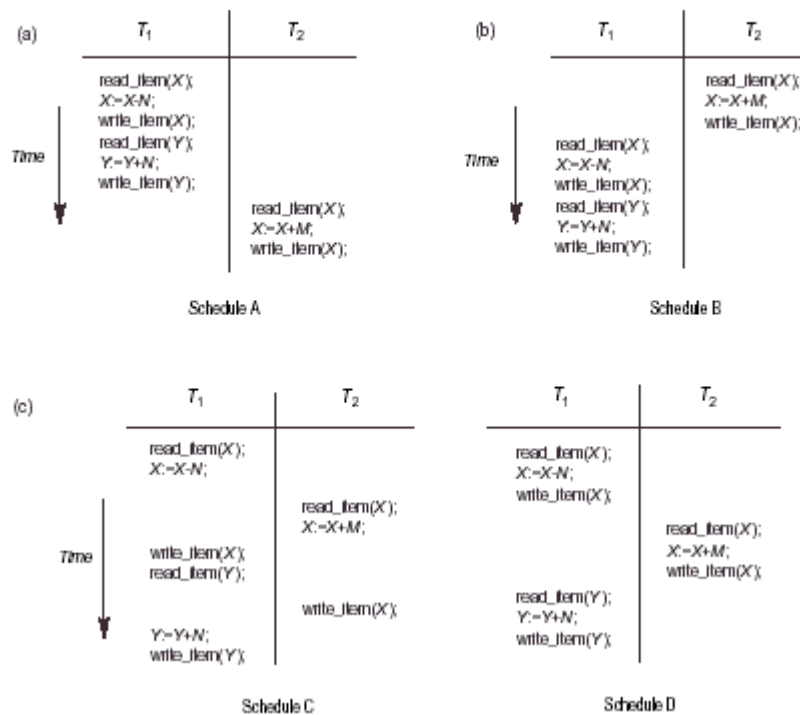 (a)
T1 T2
read_item(X);
X:=X-N;
write_item(X);
read_item(Y);
Y:=Y+N;
write_item(Y);
read_item(X);
X:=X+M;
write_item(X);
Time
Schedule A
(b)
T1 T2
read_item(X);
X:=X+M;
write_item(X);
read_item(X);
X:=X-N;
write_item(X);
read_item(Y);
Y:=Y+N;
write_item(Y);
Time
Schedule B
(c)
T1 T2
read_item(X);
X:=X-N;
read_item(X);
X:=X+M;
write_item(X);
read_item(Y);
write_item(X);
Y:=Y+N;
write_item(Y);
Time
Schedule C
T1 T2
read_item(X);
X:=X-N;
write_item(X);
read_item(X);
X:=X+M;
write_item(X);
read_item(Y);
Y:=Y+N;
write_item(Y);
Schedule D